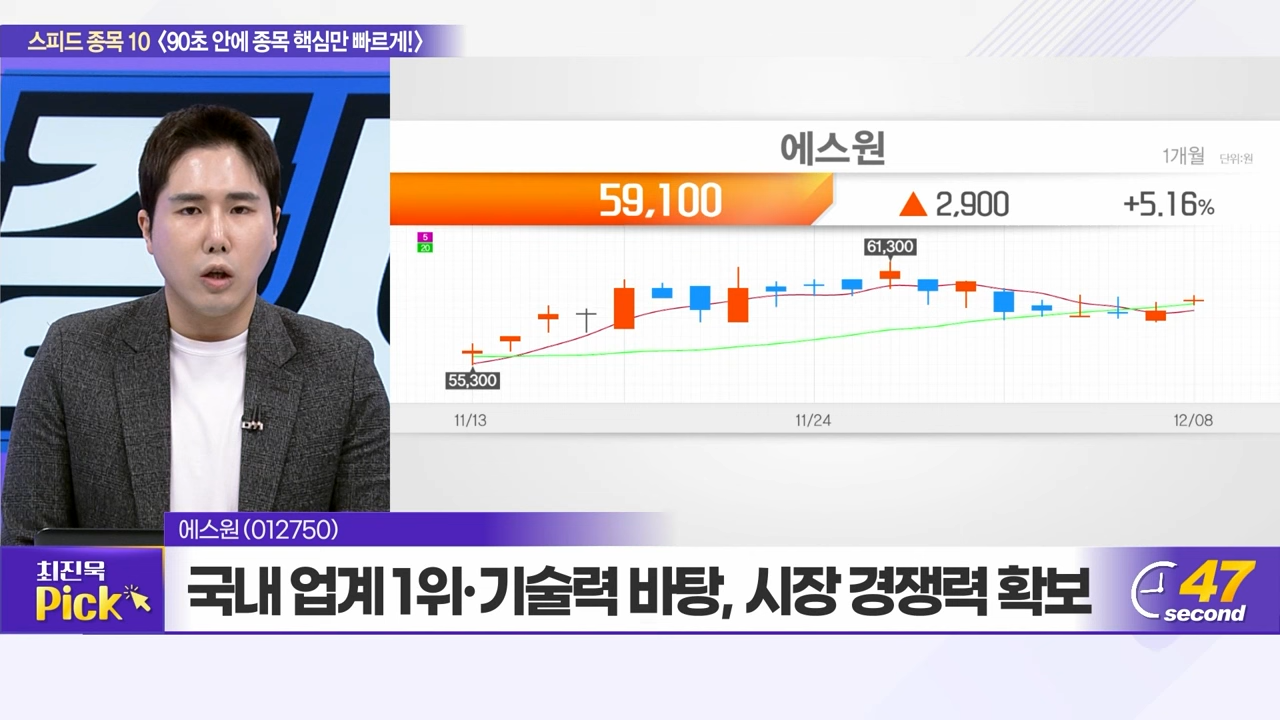 스피드 종목 10 〈90초 안에 종목 핵심만 빠르게!〉
에스원
1개월 단위:원
59,100 ▲ 2,900 +5.16%
5
20
61,300
55,300
11/13 11/24 12/08
에스원(012750)
최진욱
Pick
국내 업계 1위·기술력 바탕, 시장 경쟁력 확보
47
second